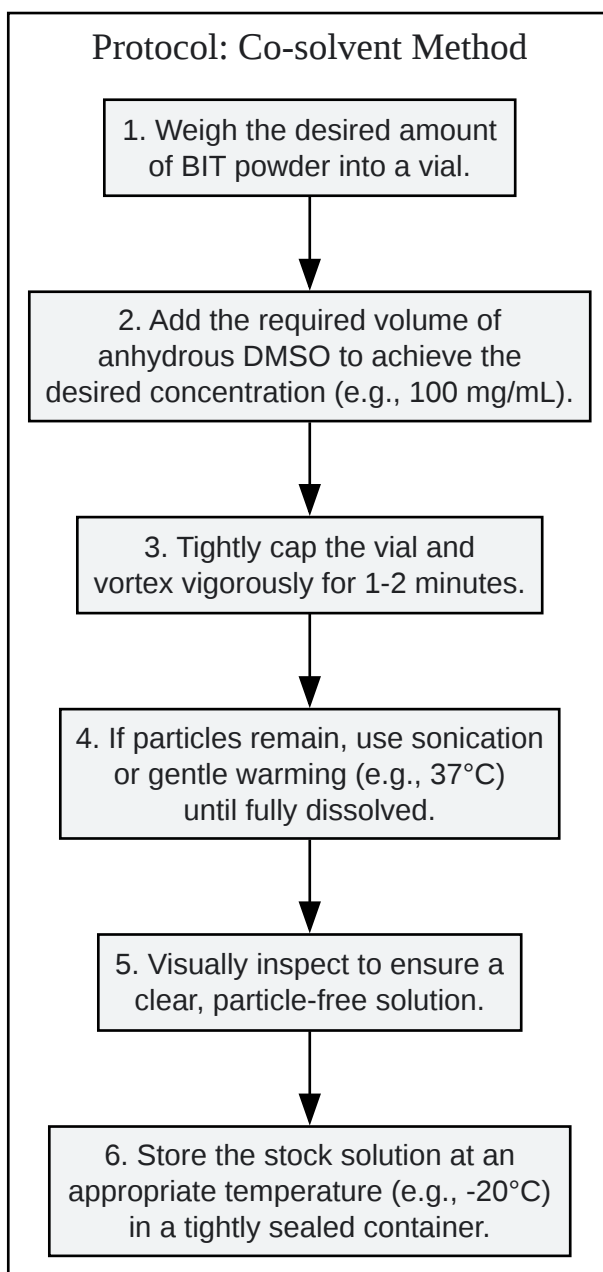 Protocol: Co-solvent Method
1. Weigh the desired amount
of BIT powder into a vial.
2. Add the required volume of
anhydrous DMSO to achieve the
desired concentration (e.g., 100 mg/mL).
3. Tightly cap the vial and
vortex vigorously for 1-2 minutes.
4. If particles remain, use sonication
or gentle warming (e.g., 37°C)
until fully dissolved.
5. Visually inspect to ensure a
clear, particle-free solution.
6. Store the stock solution at an
appropriate temperature (e.g., -20°C)
in a tightly sealed container.